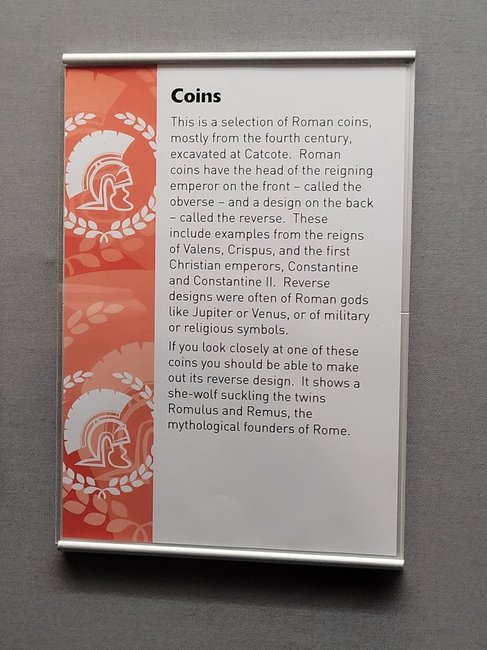 Coins
This is a selection of Roman coins,
mostly from the fourth century,
excavated at Catcote. Roman
coins have the head of the reigning
emperor on the front – called the
obverse – and a design on the back
– called the reverse. These
include examples from the reigns
of Valens, Crispus, and the first
Christian emperors, Constantine
and Constantine II. Reverse
designs were often of Roman gods
like Jupiter or Venus, or of military
or religious symbols.
If you look closely at one of these
coins you should be able to make
out its reverse design. It shows a
she-wolf suckling the twins
Romulus and Remus, the
mythological founders of Rome.